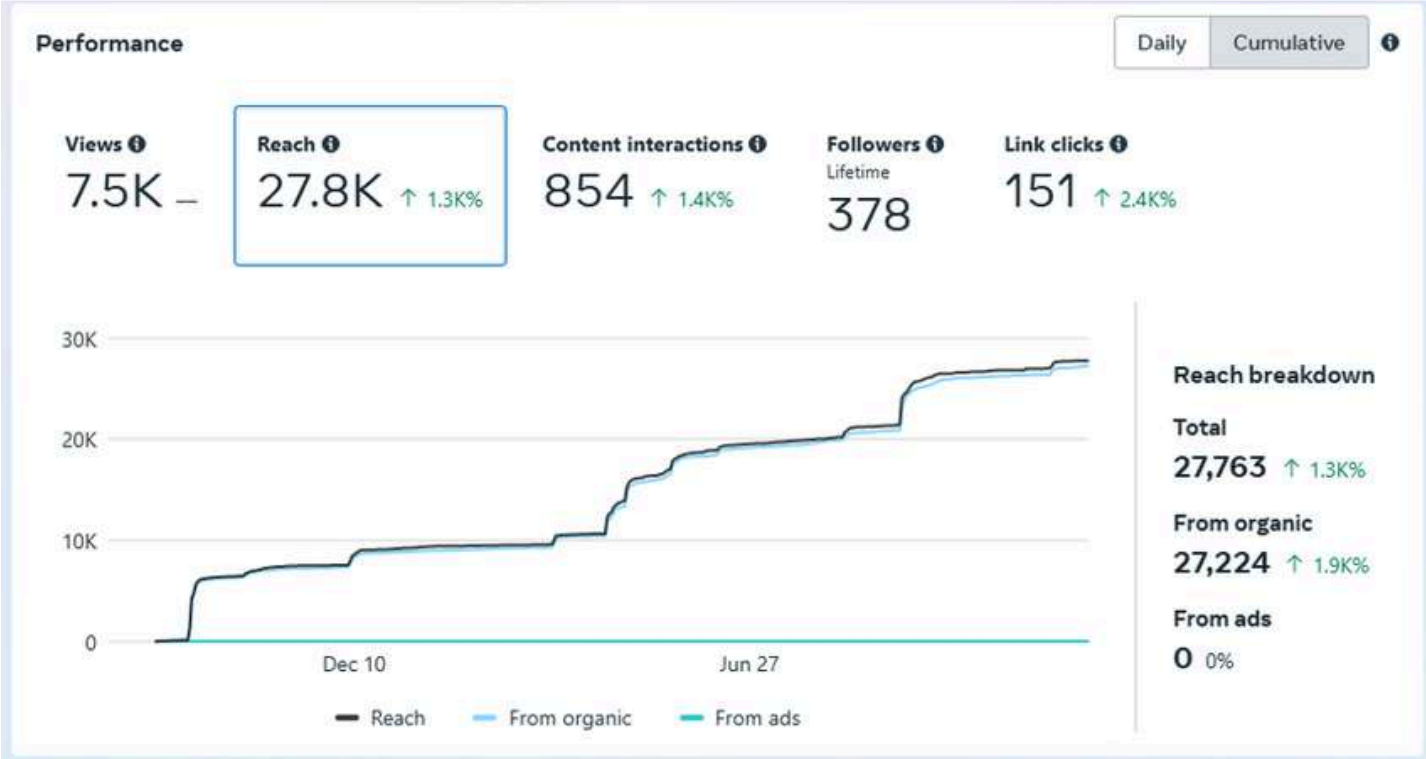 Performance
Daily Cumulative
Views
7.5K –
Reach
27.8K ↑ 1.3K%
Content interactions
854 ↑ 1.4K%
Followers
Lifetime
378
Link clicks
151 ↑ 2.4K%
30K
20K
10K
0
Dec 10 Jun 27
Reach From organic From ads
Reach breakdown
Total
27,763 ↑ 1.3K%
From organic
27,224 ↑ 1.9K%
From ads
0 0%